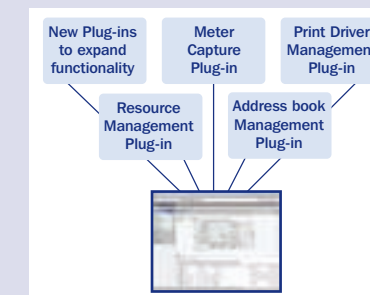 New Plug-ins
to expand
functionality
Meter
Capture
Plug-in
Print Driver
Managemen
Plug-in
Resource
Management
Plug-in
Address book
Management
Plug-in